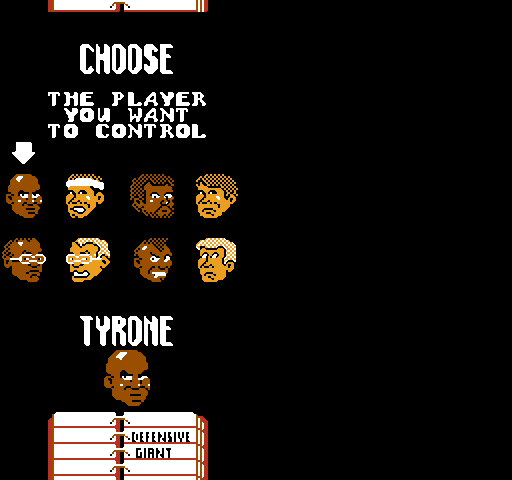 CHOOSE
THE PLAYER
YOU WANT
TO CONTROL
TYRONE
DEFENSIVE
GIANT